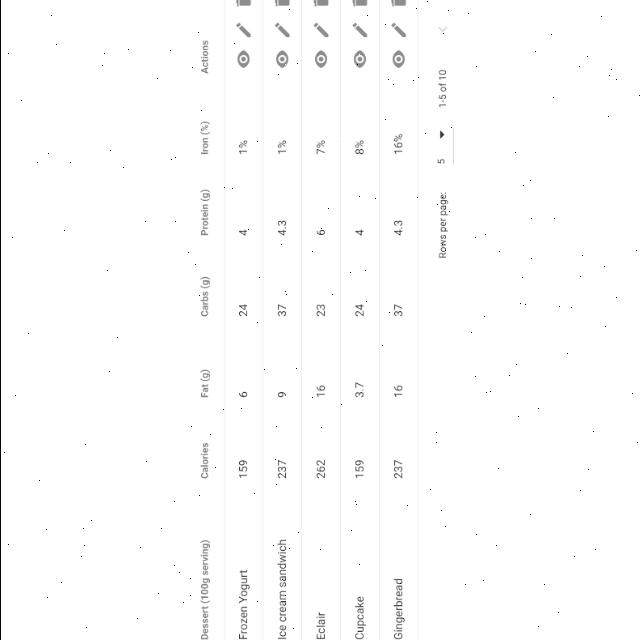 Dessert (100g serving) Calories Fat (g) Carbs (g) Protein (g) Iron (%) Actions
Frozen Yogurt 159 6 24 4 1%
Ice cream sandwich 237 9 37 4.3 1%
Eclair 262 16 23 6 7%
Cupcake 159 3.7 24 4 8%
Gingerbread 237 16 37 4.3 16%
Rows per page: 5 1-5 of 10